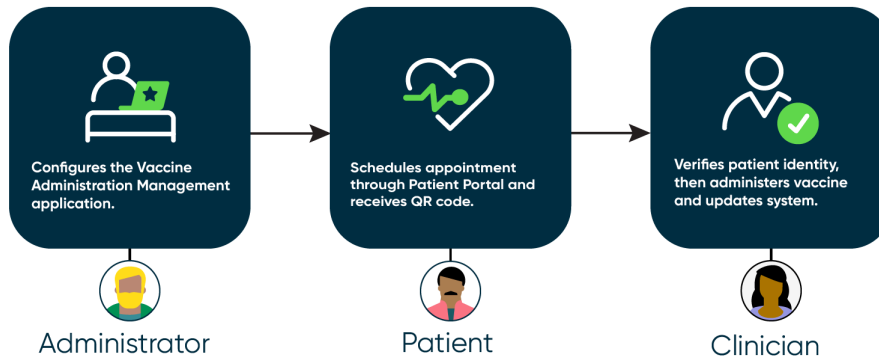 Configures the Vaccine
Administration Management
application.
Schedules appointment
through Patient Portal and
receives QR code.
Verifies patient identity,
then administers vaccine
and updates system.
Administrator
Patient
Clinician